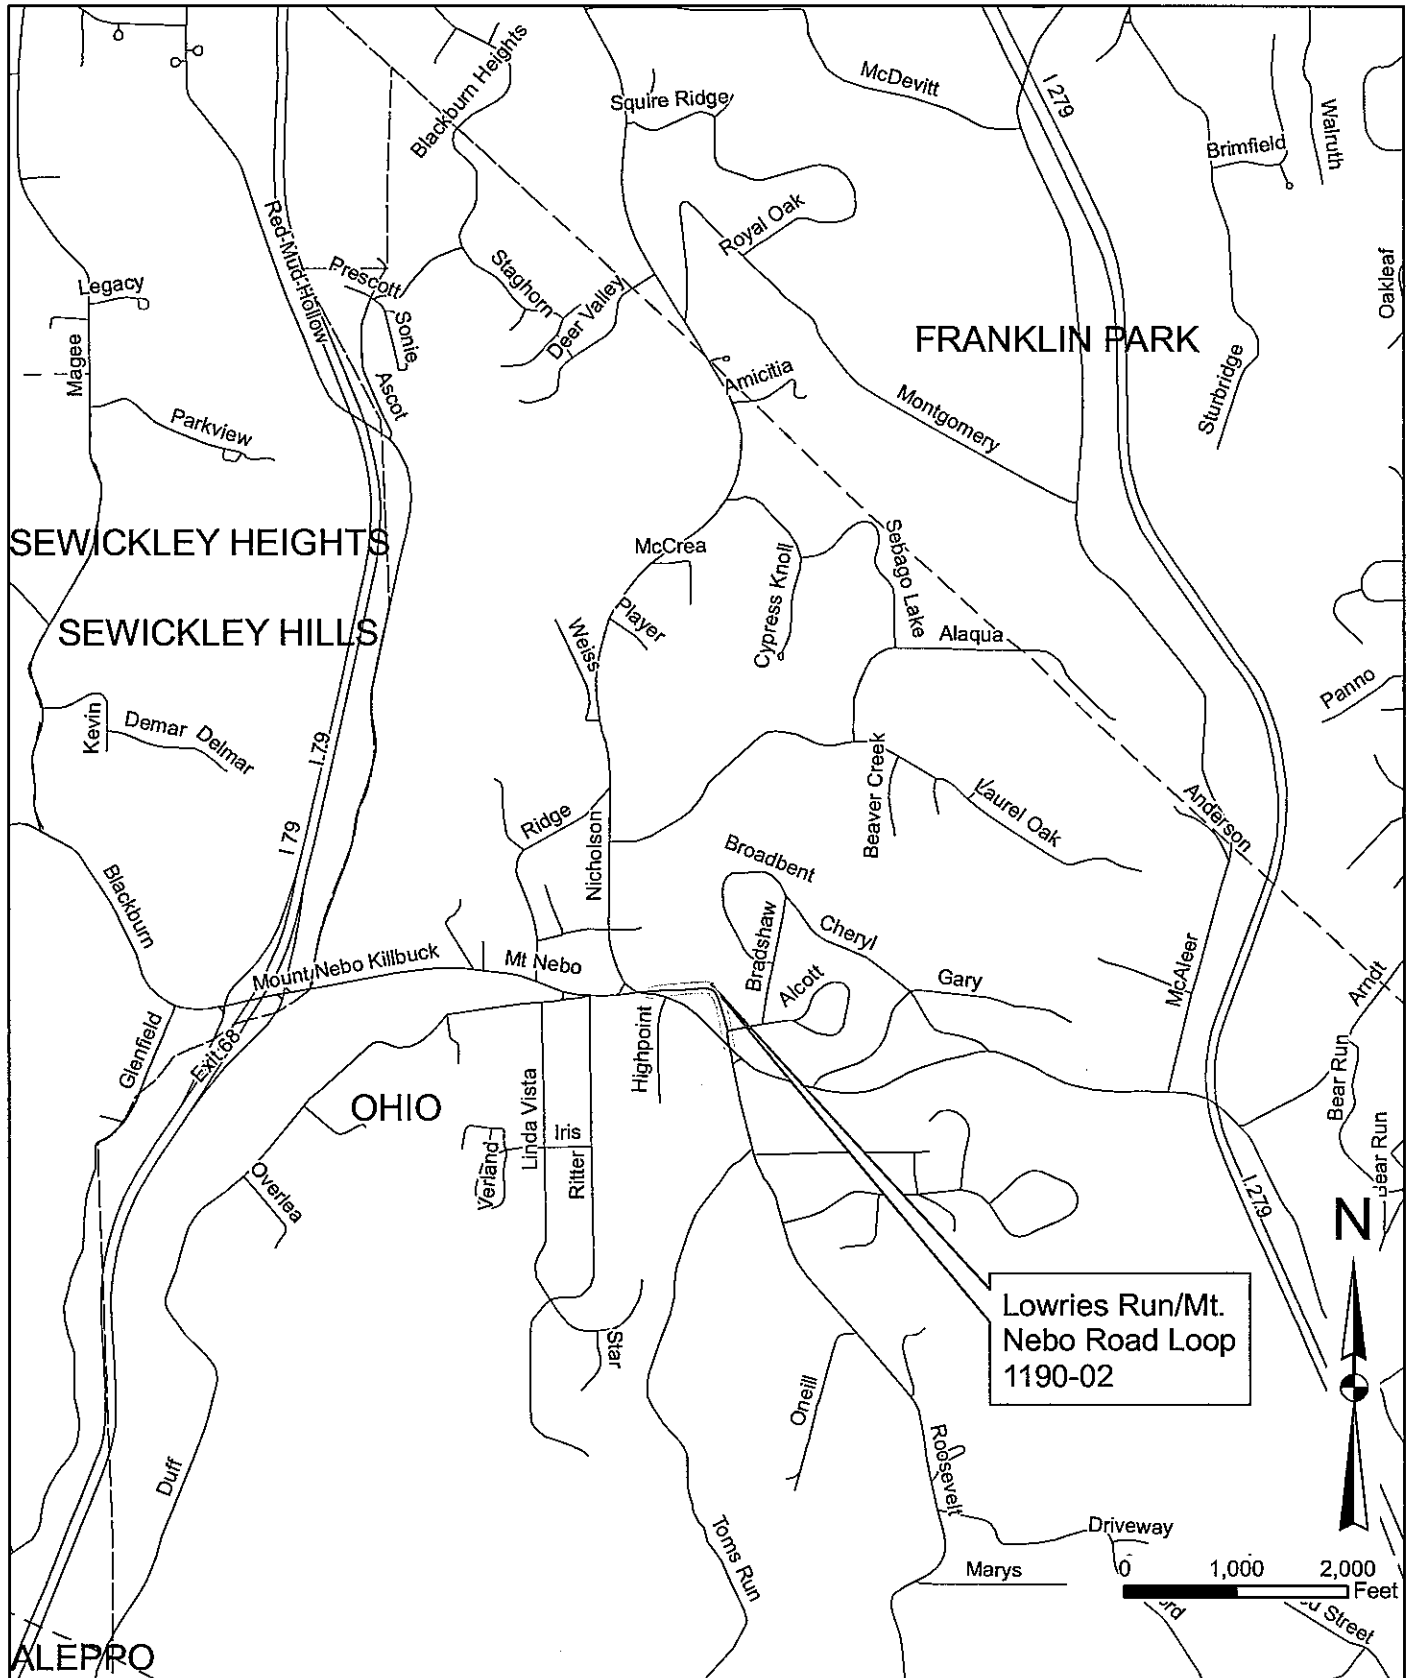 Blackburn Heights
Squire Ridge
McDevitt
I 279
Walruth
Brimfield
Red-Mud-Hollow
Royal Oak
Legacy
Prescott
Staghorn
Deer Valley
Oakleaf
Magee
Sonie
FRANKLIN PARK
Ascot
Amicitia
Sturbridge
Parkview
Montgomery
SEWICKLEY HEIGHTS
McCrea
Cypress Knoll
Sebago Lake
SEWICKLEY HILLS
Player
Weiss
Alaqua
Panno
Kevin
Demar
Delmar
I 79
I 79
Beaver Creek
Laurel Oak
Anderson
Ridge
Nicholson
Broadbent
Blackburn
Bradshaw
Cheryl
Mount Nebo Killbuck
Mt Nebo
Alcott
Gary
McAleer
Arndt
Glenfield
Exit 68
Highpoint
Bear Run
OHIO
Linda Vista
Iris
Ritter
Verland
Bear Run
Overlea
I 279
N
Lowries Run/Mt.
Nebo Road Loop
1190-02
Star
Oneill
Roosevelt
Duff
Toms Run
Driveway
Marys
0 1,000 2,000
Feet
Street
ALEPPO